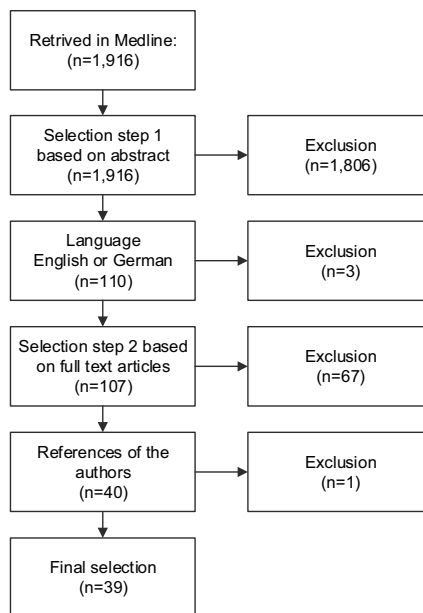 Retrived in Medline:
(n=1,916)
Selection step 1
based on abstract
(n=1,916)
Exclusion
(n=1,806)
Language
English or German
(n=110)
Exclusion
(n=3)
Selection step 2 based
on full text articles
(n=107)
Exclusion
(n=67)
References of the
authors
(n=40)
Exclusion
(n=1)
Final selection
(n=39)